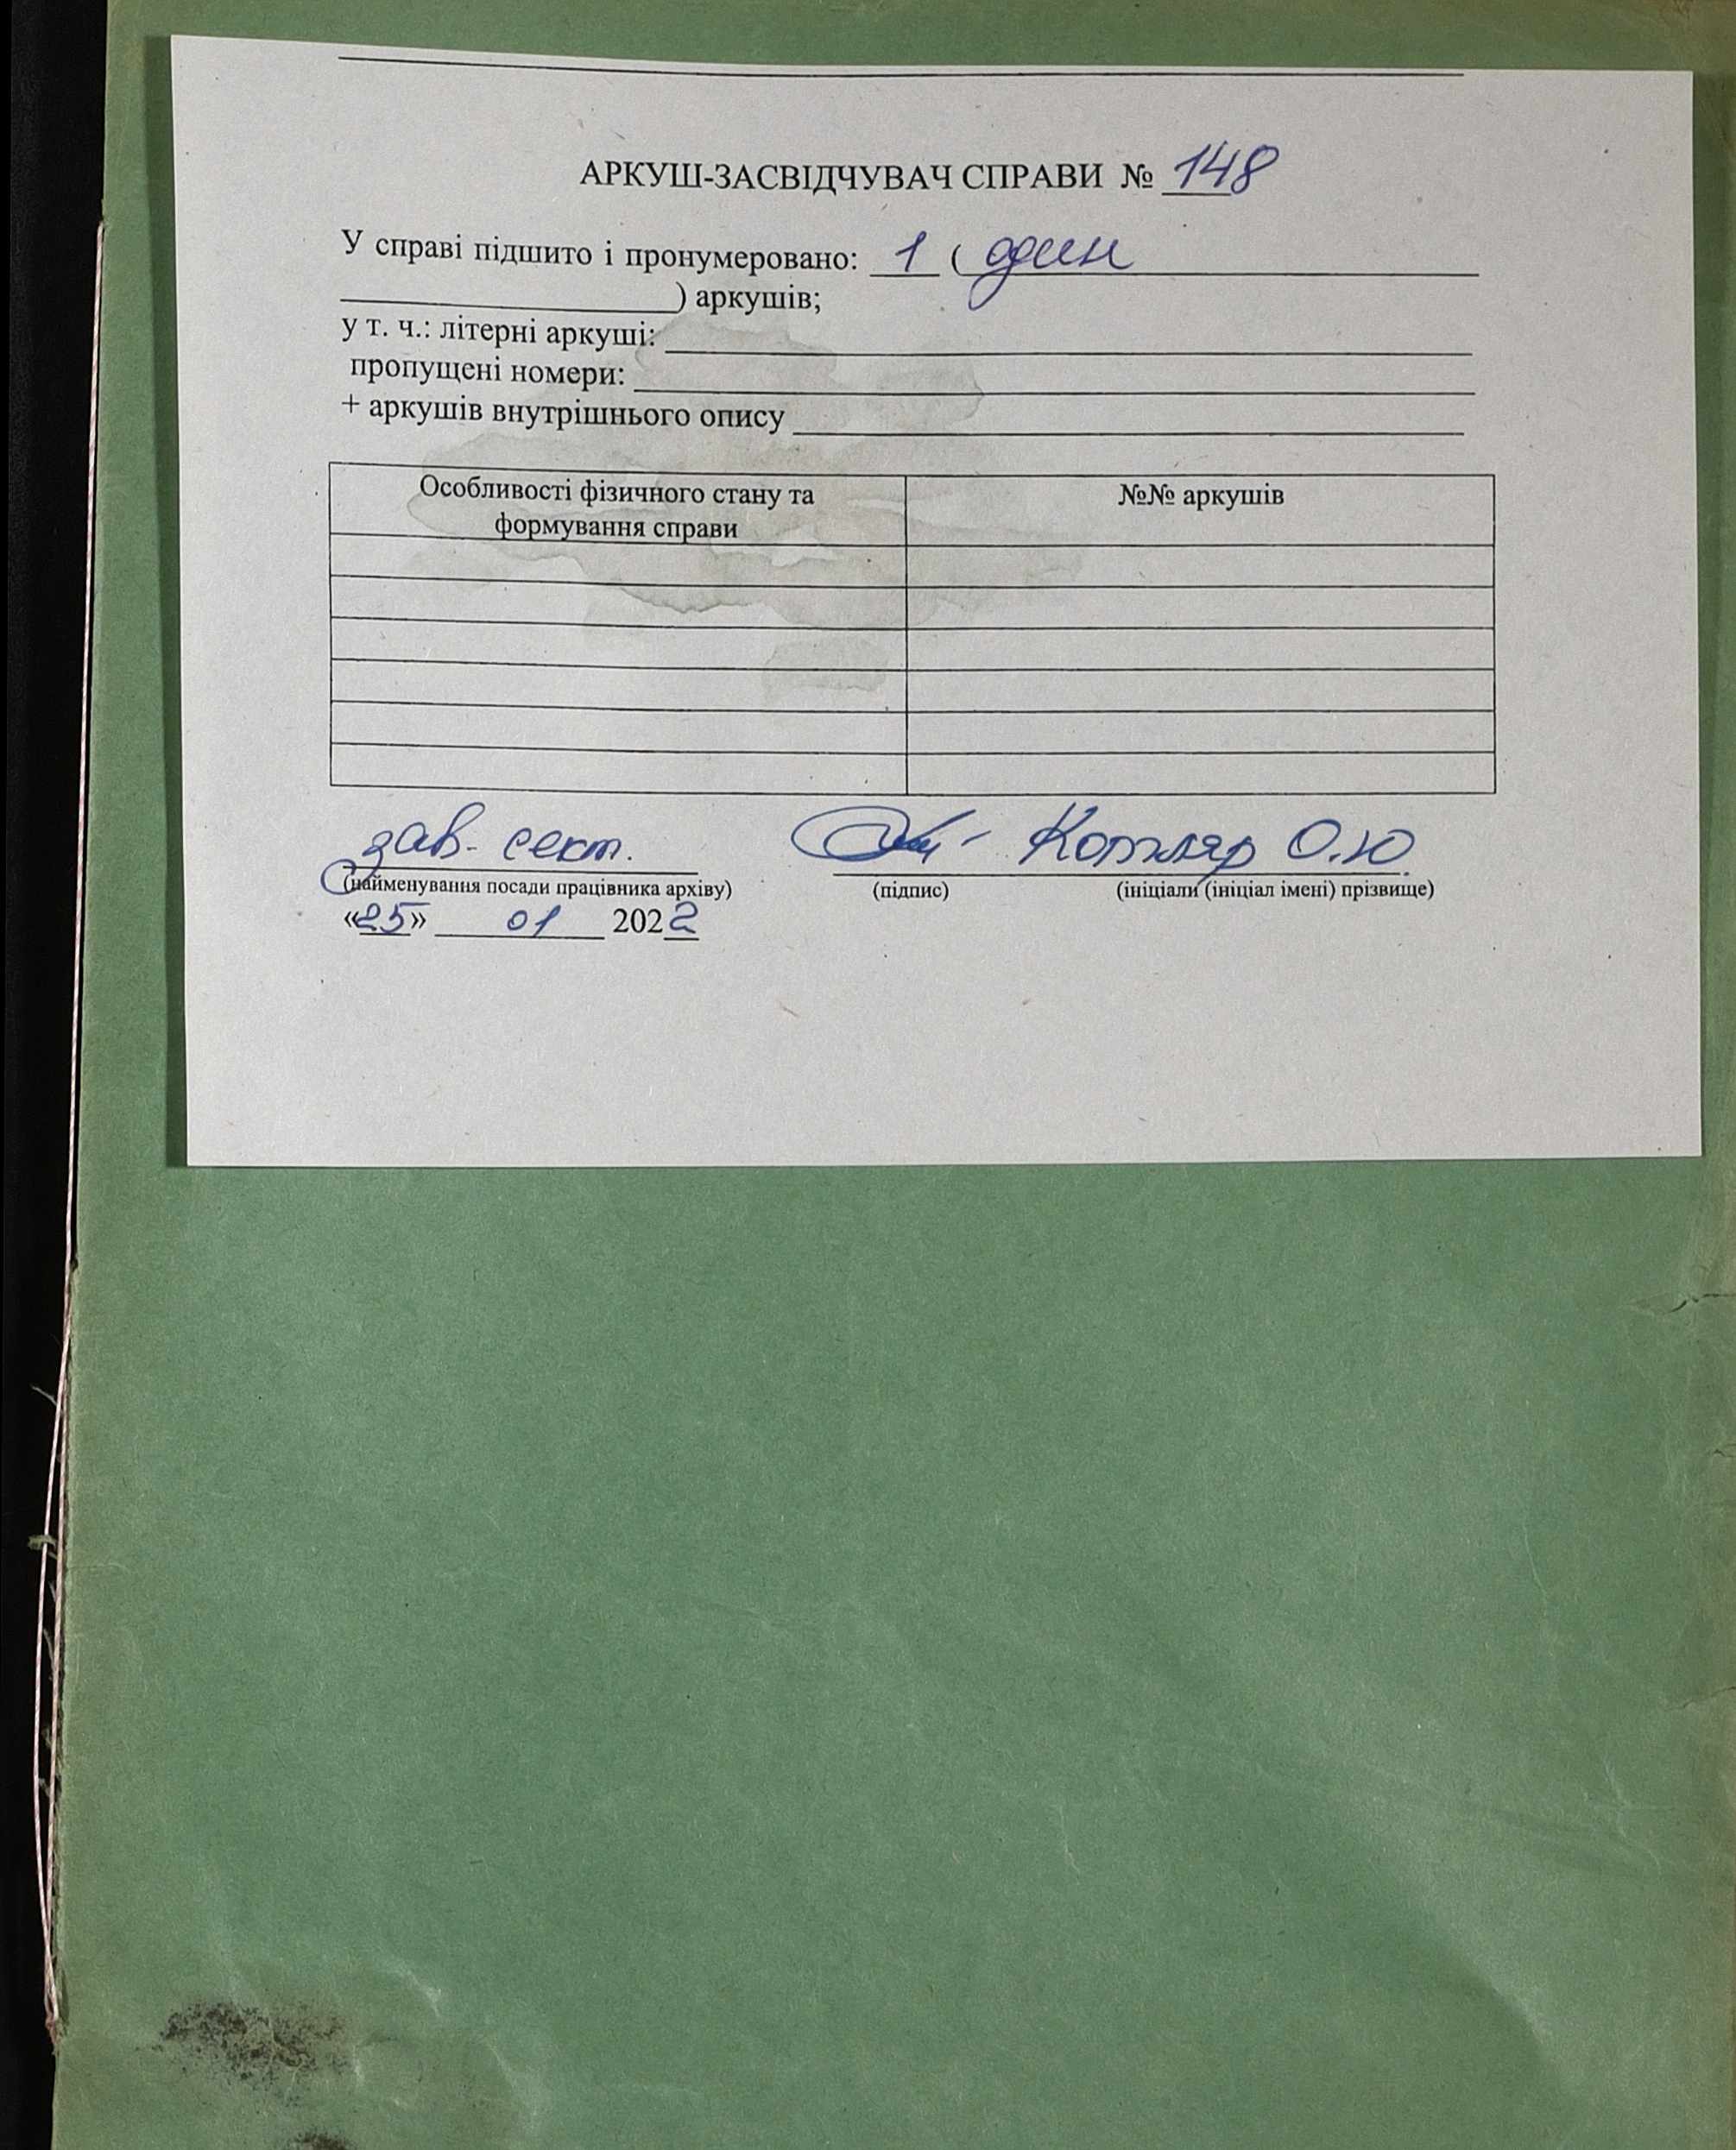 АРКУШ-ЗАСВІДЧУВАЧ СПРАВИ № 148
У справі підшито і пронумеровано: 1 ( один
) аркушів;
у т. ч.: літерні аркуші:
пропущені номери:
+ аркушів внутрішнього опису
Особливості фізичного стану та формування справи
№№ аркушів
зав. сект. Котляр О.Ю.
(найменування посади працівника архіву) (підпис) (ініціали (ініціал імені) прізвище)
«25» 01 2022